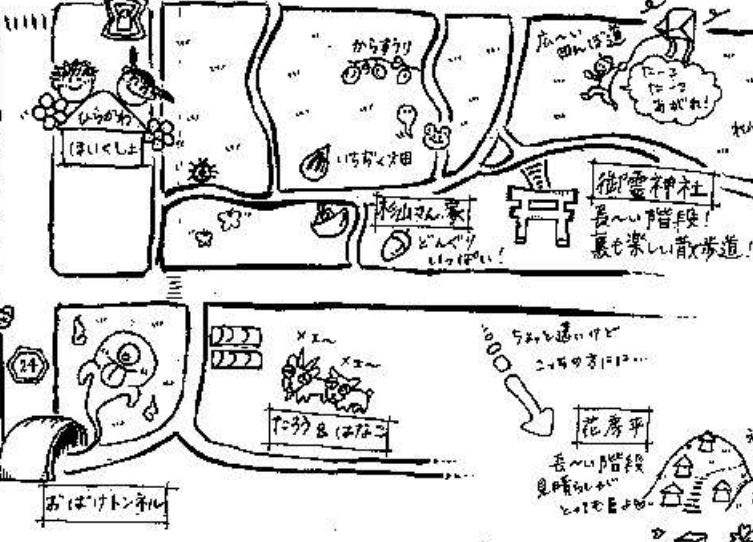 からすうり
広〜い
田んぼ道
たーこ
たーこ
あがれ!
ひらがわ
ほいくしょ
いちぢく畑
杉山さん家
どんぐり
いっぱい!
御霊神社
長〜い階段!
裏も楽しい散歩道!
ちょっと遠いけど
こっちの方には…
24
メェ〜
メェ〜
たろう&はなこ
花房平
長〜い階段
見晴らしが
とっても
おばけトンネル